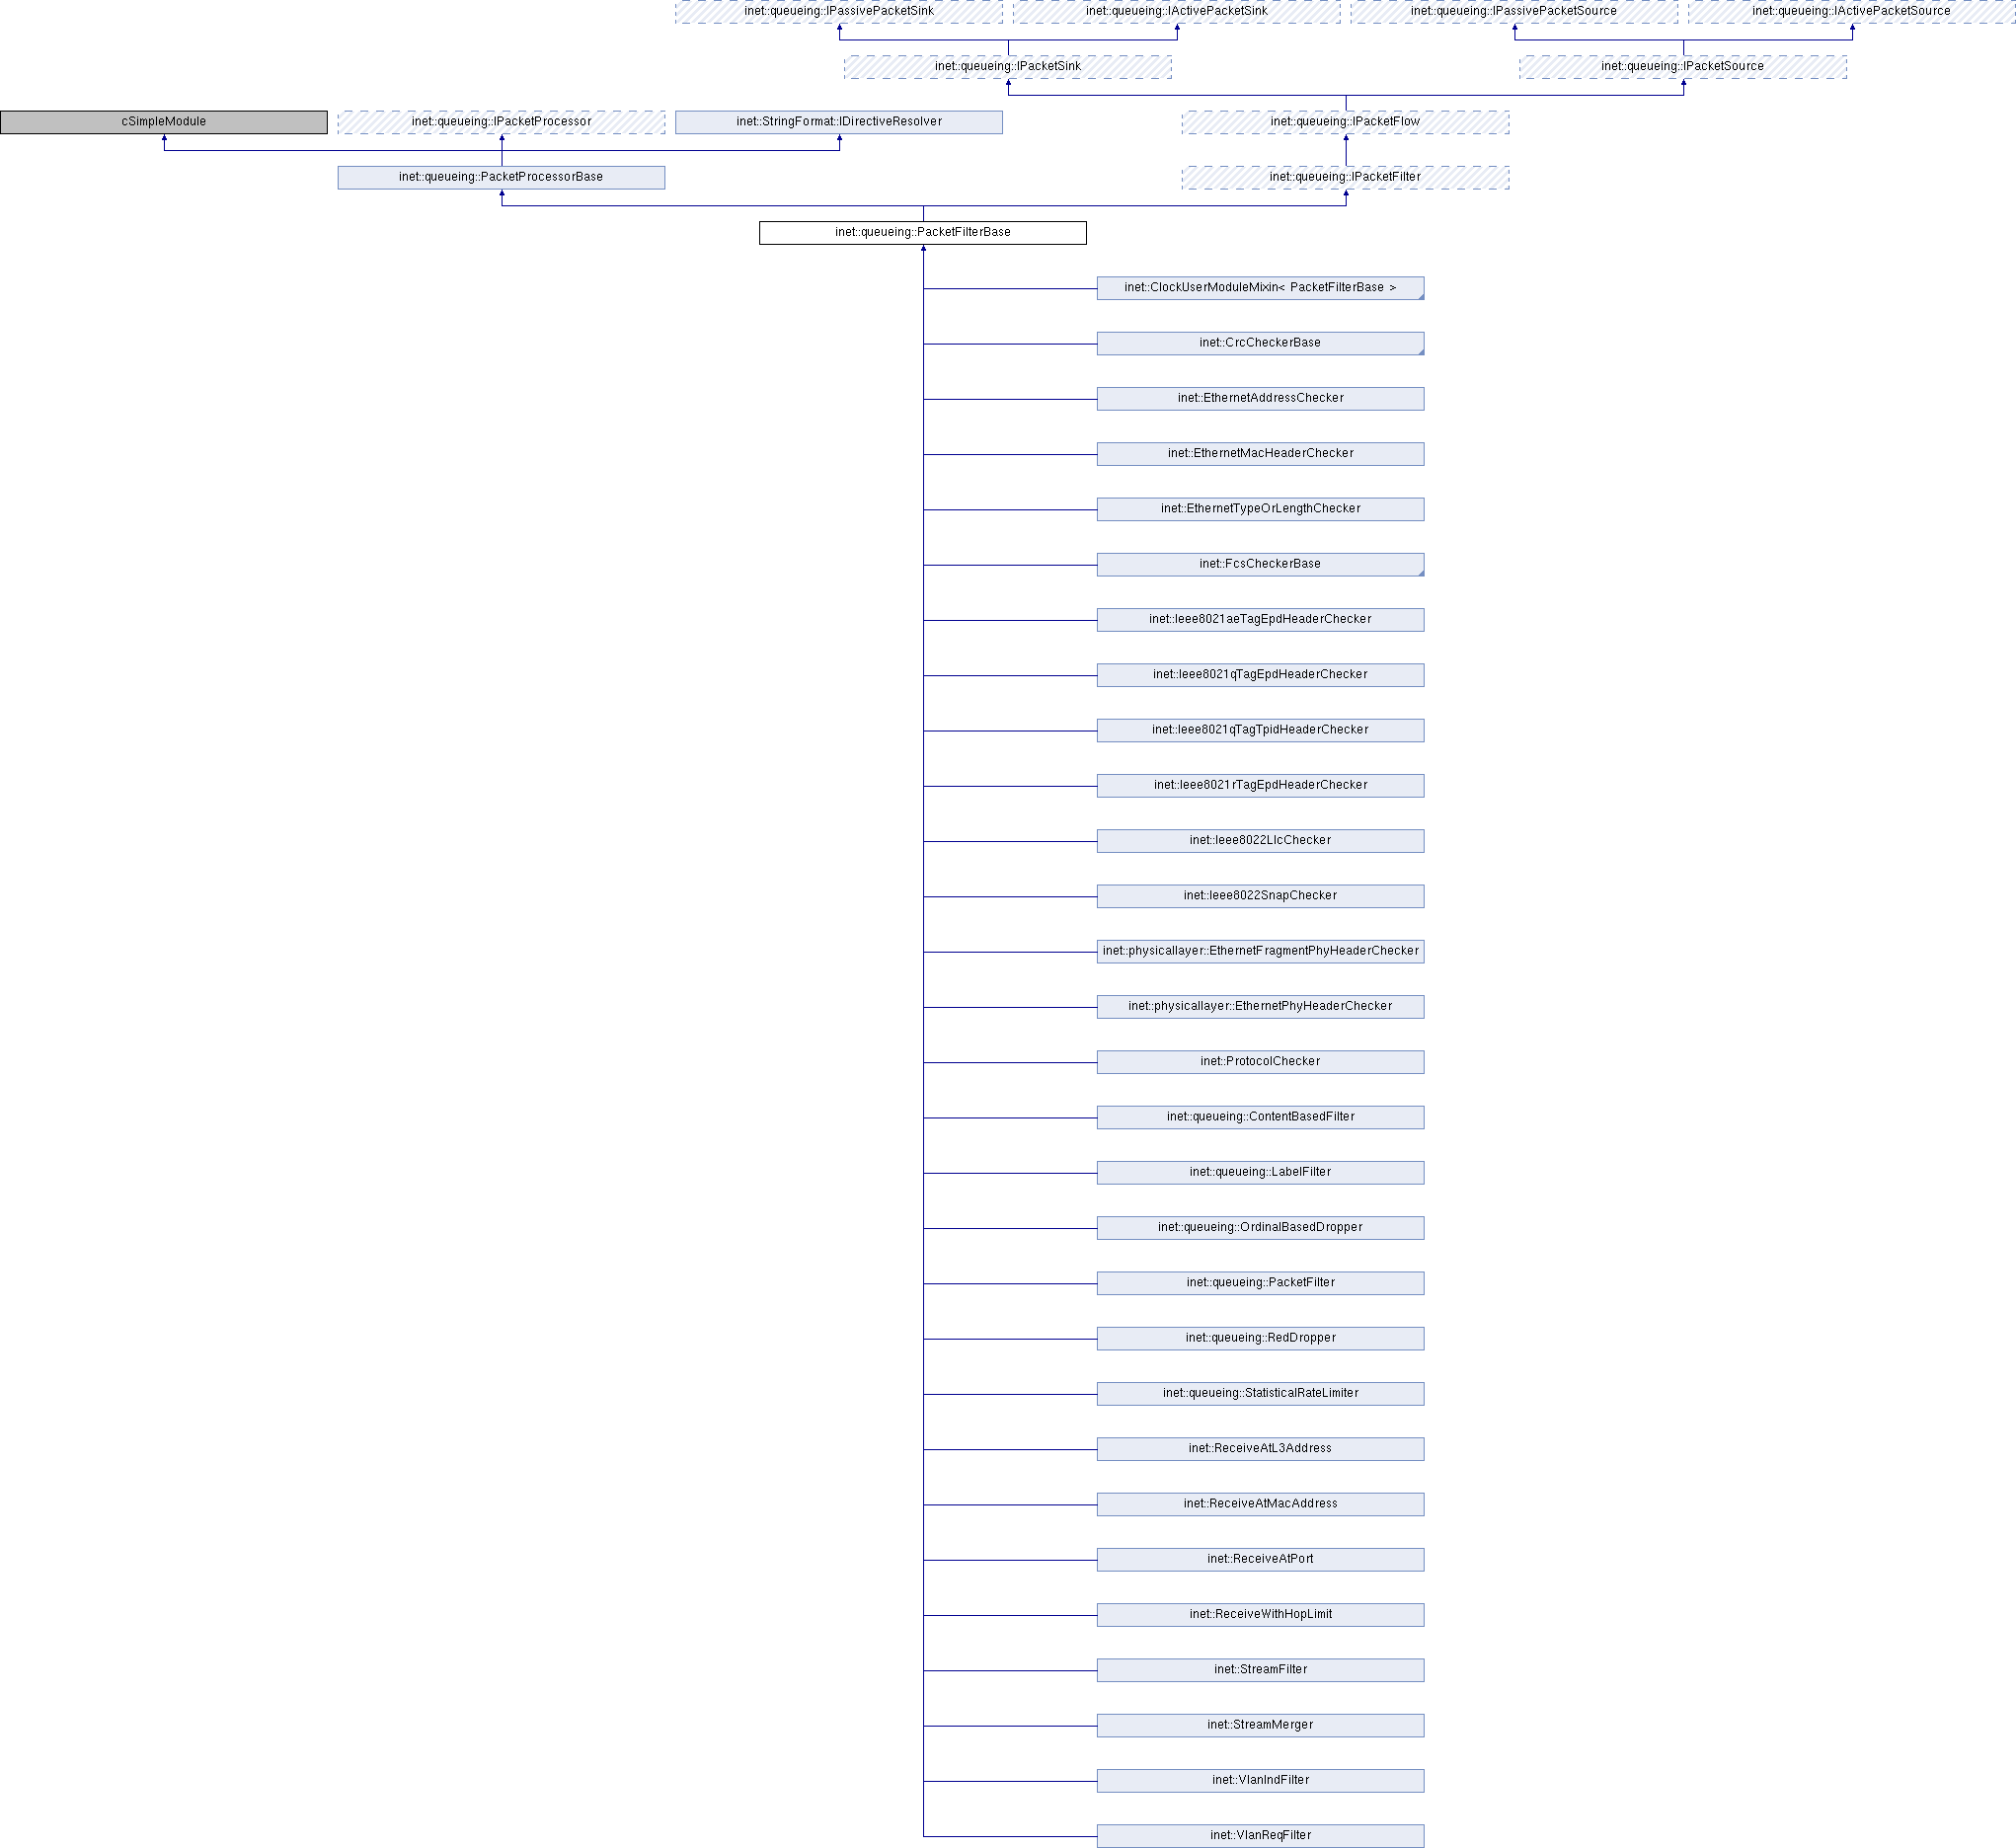 inet::queueing::IPassivePacketSink
inet::queueing::IActivePacketSink
inet::queueing::IPassivePacketSource
inet::queueing::IActivePacketSource
inet::queueing::IPacketSink
inet::queueing::IPacketSource
cSimpleModule
inet::queueing::IPacketProcessor
inet::StringFormat::IDirectiveResolver
inet::queueing::IPacketFlow
inet::queueing::PacketProcessorBase
inet::queueing::IPacketFilter
inet::queueing::PacketFilterBase
inet::ClockUserModuleMixin< PacketFilterBase >
inet::CrcCheckerBase
inet::EthernetAddressChecker
inet::EthernetMacHeaderChecker
inet::EthernetTypeOrLengthChecker
inet::FcsCheckerBase
inet::Ieee8021aeTagEpdHeaderChecker
inet::Ieee8021qTagEpdHeaderChecker
inet::Ieee8021qTagTpidHeaderChecker
inet::Ieee8021rTagEpdHeaderChecker
inet::Ieee8022LlcChecker
inet::Ieee8022SnapChecker
inet::physicallayer::EthernetFragmentPhyHeaderChecker
inet::physicallayer::EthernetPhyHeaderChecker
inet::ProtocolChecker
inet::queueing::ContentBasedFilter
inet::queueing::LabelFilter
inet::queueing::OrdinalBasedDropper
inet::queueing::PacketFilter
inet::queueing::RedDropper
inet::queueing::StatisticalRateLimiter
inet::ReceiveAtL3Address
inet::ReceiveAtMacAddress
inet::ReceiveAtPort
inet::ReceiveWithHopLimit
inet::StreamFilter
inet::StreamMerger
inet::VlanIndFilter
inet::VlanReqFilter